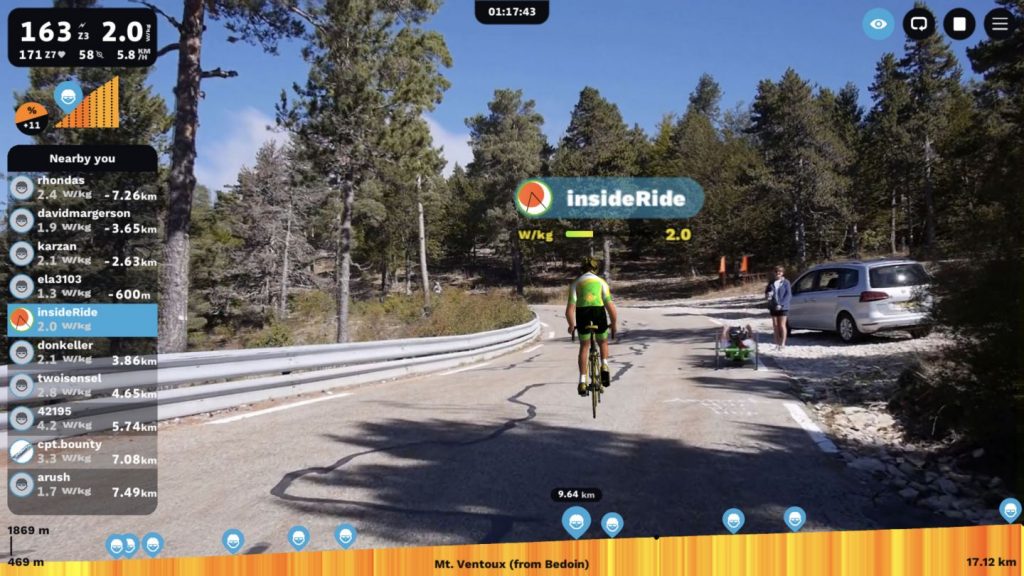 163 Z3 2.0 W/KG
171 Z7 58 5.8 KM/H
01:17:43
%
+11
Nearby you
rhondas
2.4 W/kg -7.26km
davidmargerson
1.9 W/kg -3.65km
karzan
2.1 W/kg -2.63km
ela3103
1.3 W/kg -600m
insideRide
2.0 W/kg
donkeller
2.1 W/kg 3.86km
tweisensel
2.8 W/kg 4.65km
42195
4.2 W/kg 5.74km
cpt.bounty
3.3 W/kg 7.08km
arush
1.7 W/kg 7.49km
insideRide
W/kg 2.0
9.64 km
1869 m
469 m
Mt. Ventoux (from Bedoin)
17.12 km